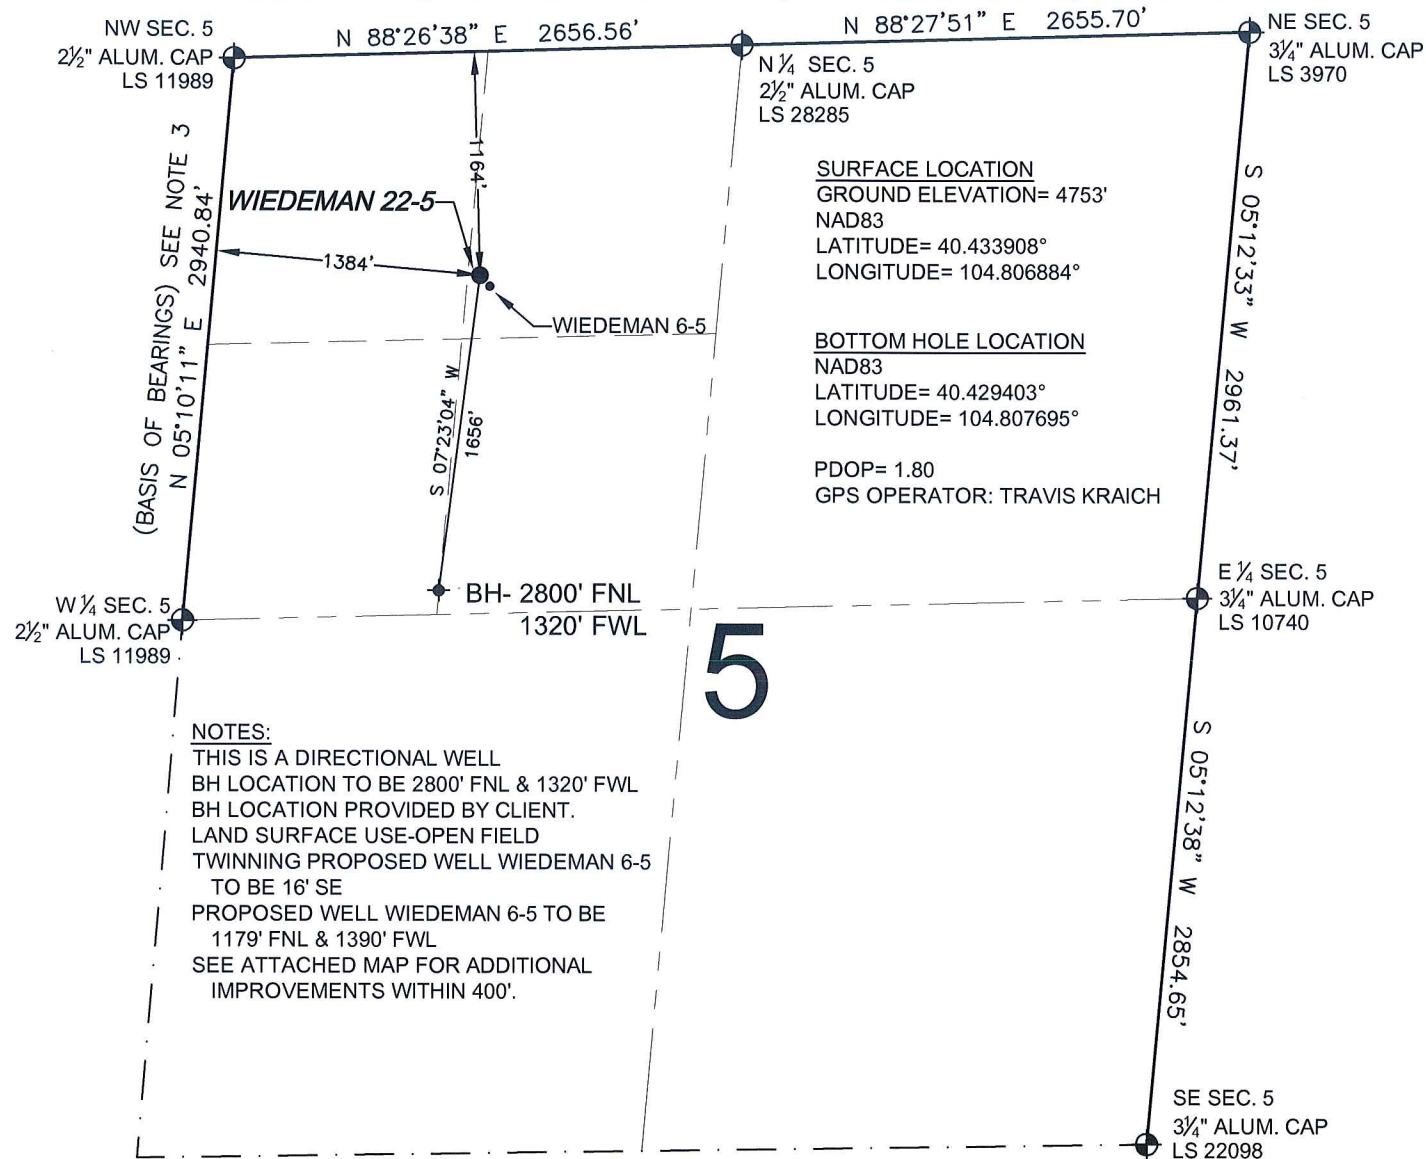 NW SEC. 5
2½" ALUM. CAP
LS 11989
N 88°26'38" E 2656.56'
N 88°27'51" E 2655.70'
NE SEC. 5
3¼" ALUM. CAP
LS 3970
N ¼ SEC. 5
2½" ALUM. CAP
LS 28285
(BASIS OF BEARINGS) SEE NOTE 3
N 05°10'11" E 2940.84'
1164'
WIEDEMAN 22-5
1384'
WIEDEMAN 6-5
S 07°23'04" W
1656'
SURFACE LOCATION
GROUND ELEVATION= 4753'
NAD83
LATITUDE= 40.433908°
LONGITUDE= 104.806884°
BOTTOM HOLE LOCATION
NAD83
LATITUDE= 40.429403°
LONGITUDE= 104.807695°
PDOP= 1.80
GPS OPERATOR: TRAVIS KRAICH
S 05°12'33" W 2961.37'
W ¼ SEC. 5
2½" ALUM. CAP
LS 11989
BH- 2800' FNL
1320' FWL
5
E ¼ SEC. 5
3¼" ALUM. CAP
LS 10740
NOTES:
THIS IS A DIRECTIONAL WELL
BH LOCATION TO BE 2800' FNL & 1320' FWL
BH LOCATION PROVIDED BY CLIENT.
LAND SURFACE USE-OPEN FIELD
TWINNING PROPOSED WELL WIEDEMAN 6-5
TO BE 16' SE
PROPOSED WELL WIEDEMAN 6-5 TO BE
1179' FNL & 1390' FWL
SEE ATTACHED MAP FOR ADDITIONAL
IMPROVEMENTS WITHIN 400'.
S 05°12'38" W 2854.65'
SE SEC. 5
3¼" ALUM. CAP
LS 22098